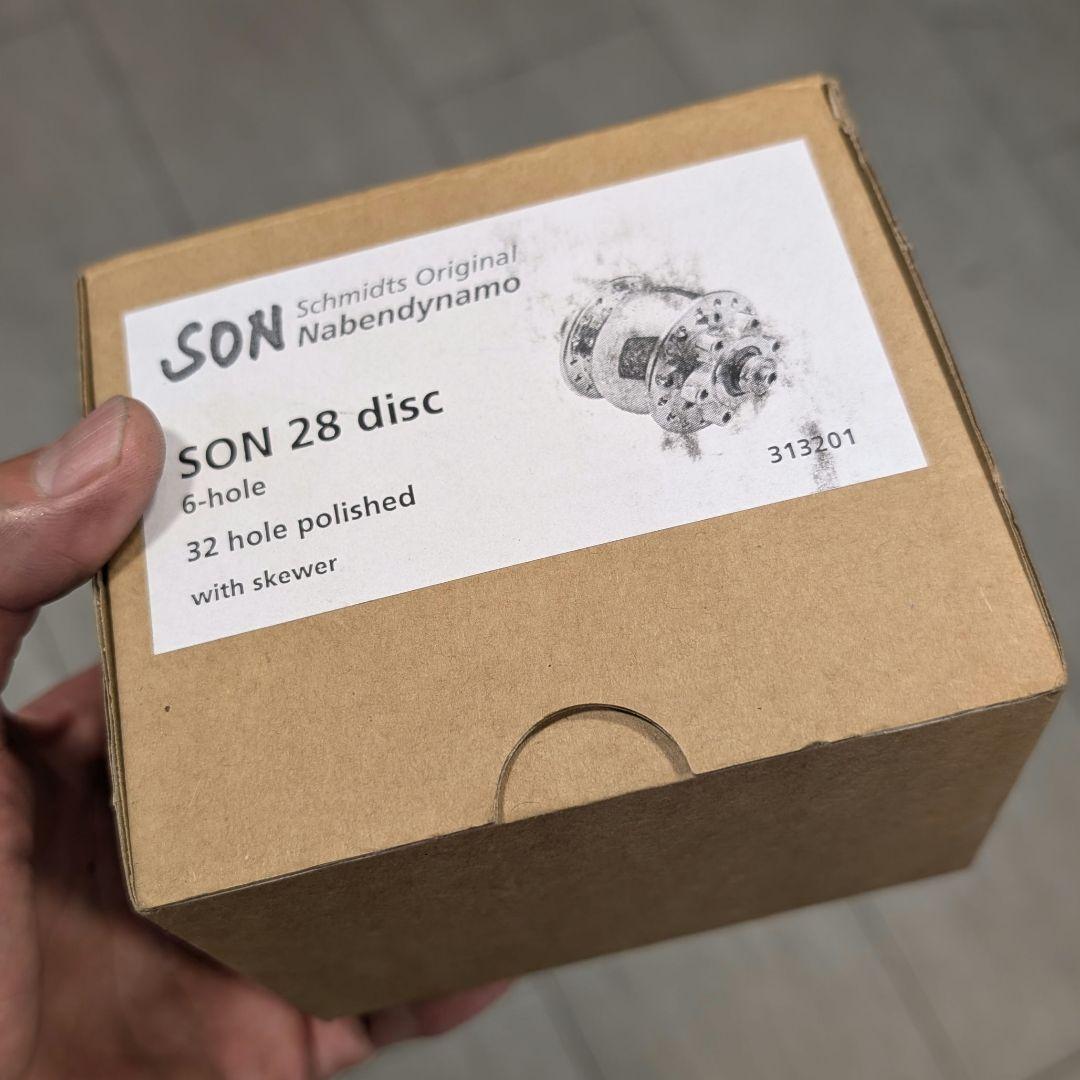 SON Schmidts Original
Nabendynamo
SON 28 disc
6-hole
32 hole polished
with skewer
313201